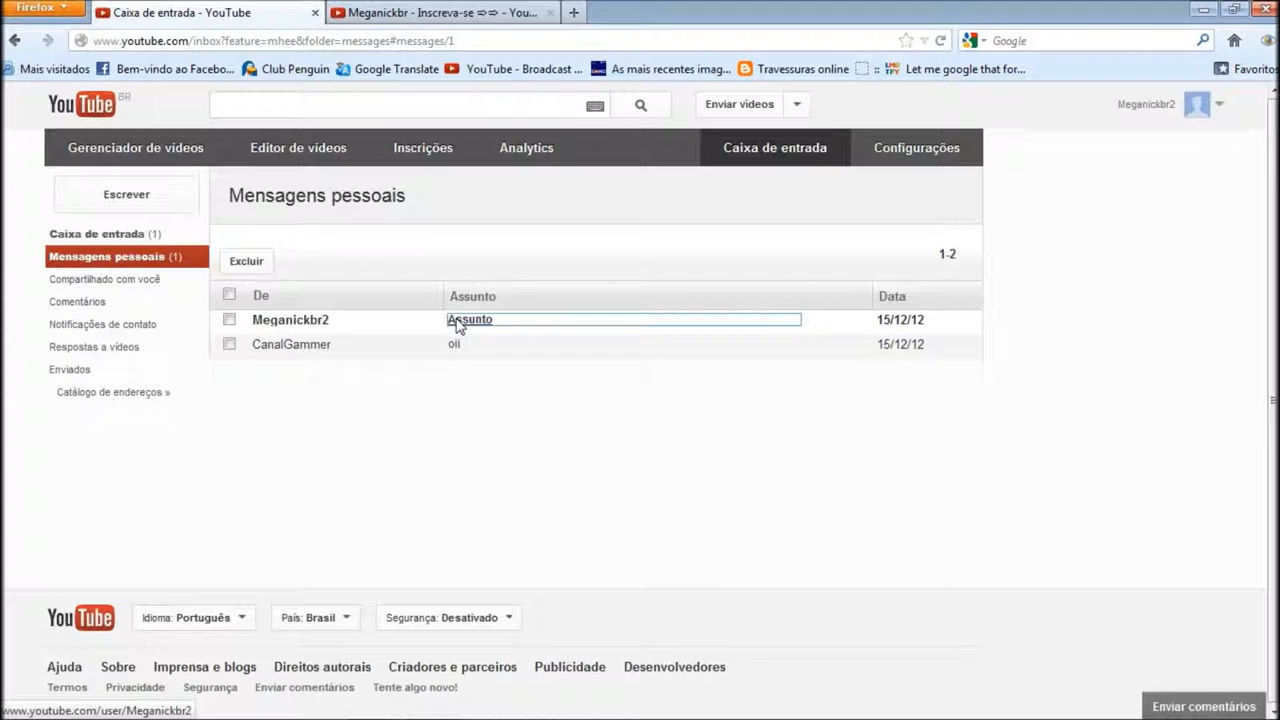 Firefox
Caixa de entrada - YouTube
Meganickbr - Inscreva-se => => - You...
www.youtube.com/inbox?feature=mhee&folder=messages#messages/1
Google
Mais visitados
Bem-vindo ao Facebo...
Club Penguin
Google Translate
YouTube - Broadcast ...
As mais recentes imag...
Travessuras online
:: LMG TFY Let me google that for...
Favoritos
YouTube BR
Enviar vídeos
Meganickbr2
Gerenciador de vídeos
Editor de vídeos
Inscrições
Analytics
Caixa de entrada
Configurações
Escrever
Mensagens pessoais
Caixa de entrada (1)
Mensagens pessoais (1)
Compartilhado com você
Comentários
Notificações de contato
Respostas a vídeos
Enviados
Catálogo de endereços »
Excluir
1-2
De Assunto Data
Meganickbr2 Assunto 15/12/12
CanalGammer oii 15/12/12
YouTube
Idioma: Português
País: Brasil
Segurança: Desativado
Ajuda Sobre Imprensa e blogs Direitos autorais Criadores e parceiros Publicidade Desenvolvedores
Termos Privacidade Segurança Enviar comentários Tente algo novo!
www.youtube.com/user/Meganickbr2
Enviar comentários